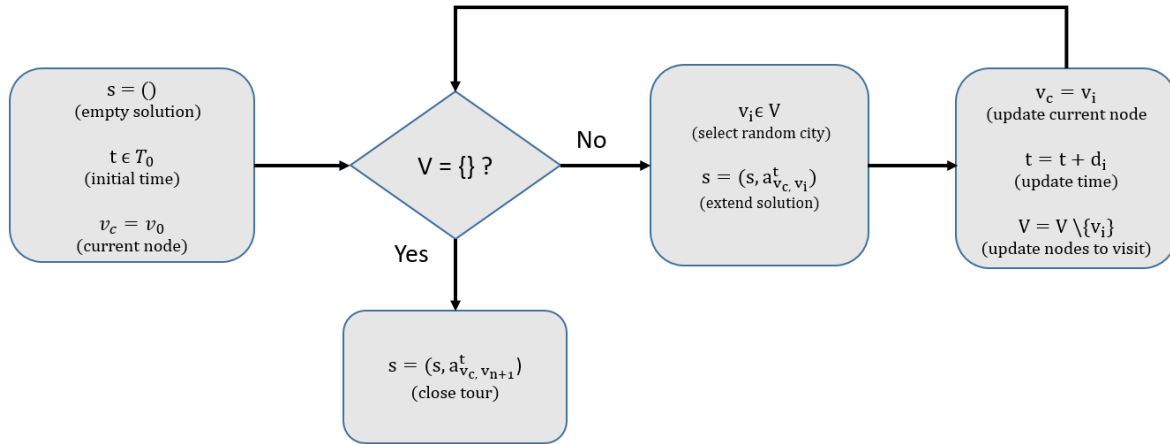 s = ()
(empty solution)
t ϵ T₀
(initial time)
v_c = v₀
(current node)
V = {} ?
No
Yes
v_i ϵ V
(select random city)
s = (s, a^t_{v_c, v_i})
(extend solution)
v_c = v_i
(update current node
t = t + d_i
(update time)
V = V \{v_i}
(update nodes to visit)
s = (s, a^t_{v_c, v_{n+1}})
(close tour)